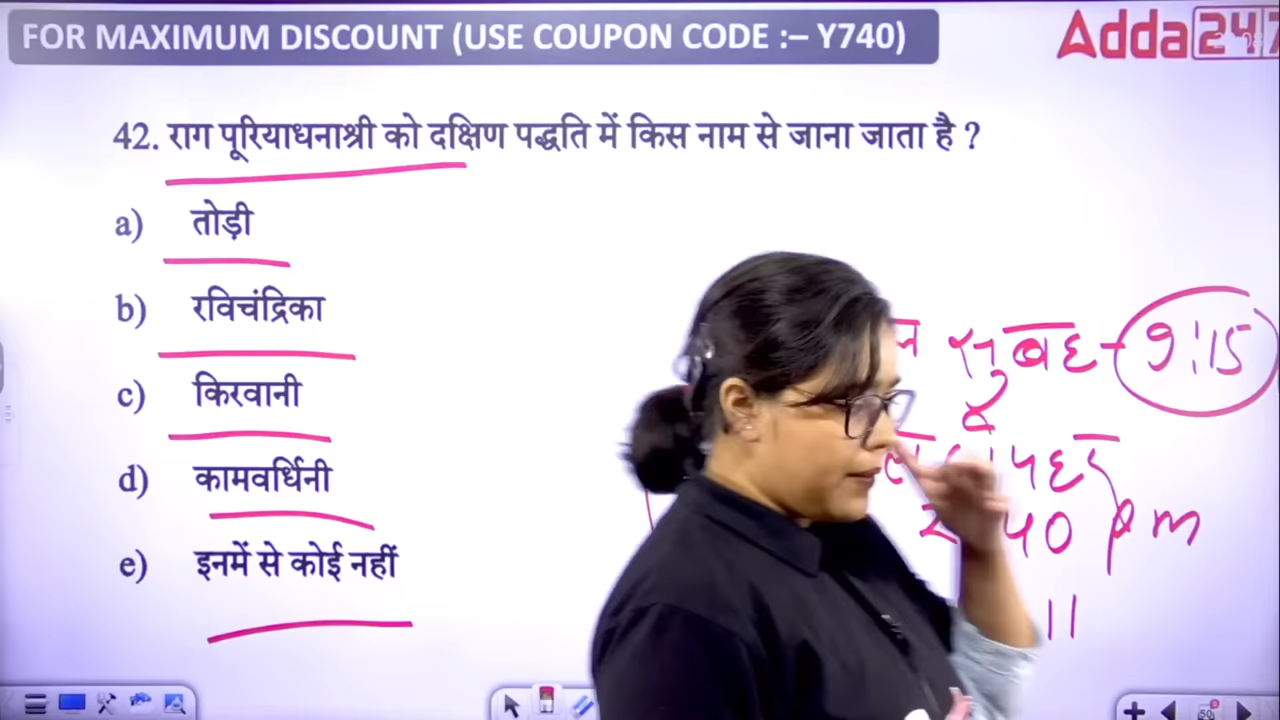 FOR MAXIMUM DISCOUNT (USE COUPON CODE :– Y740)
Adda247
42. राग पूरियाधनाश्री को दक्षिण पद्धति में किस नाम से जाना जाता है ?
a) तोड़ी
b) रविचंद्रिका
c) किरवानी
d) कामवर्धिनी
e) इनमें से कोई नहीं
सुबह - 9:15
40 pm
11